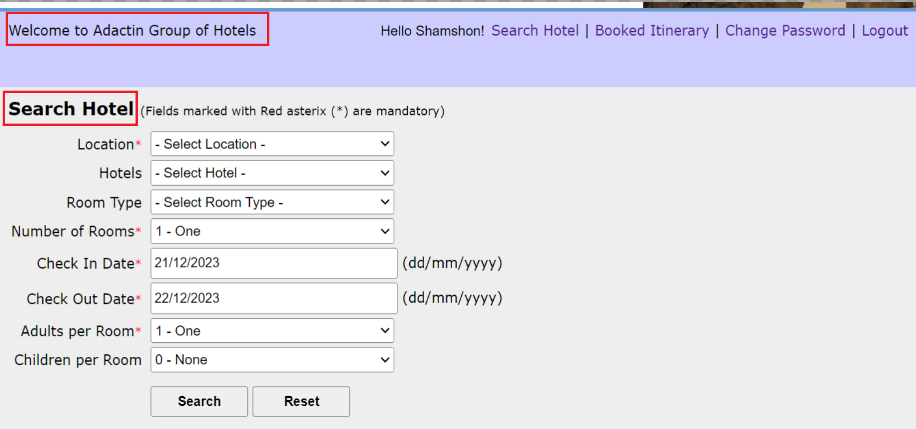 Welcome to Adactin Group of Hotels Hello Shamshon! Search Hotel | Booked Itinerary | Change Password | Logout
Search Hotel (Fields marked with Red asterix (*) are mandatory)
Location* - Select Location -
Hotels - Select Hotel -
Room Type - Select Room Type -
Number of Rooms* 1 - One
Check In Date* 21/12/2023 (dd/mm/yyyy)
Check Out Date* 22/12/2023 (dd/mm/yyyy)
Adults per Room* 1 - One
Children per Room 0 - None
Search Reset